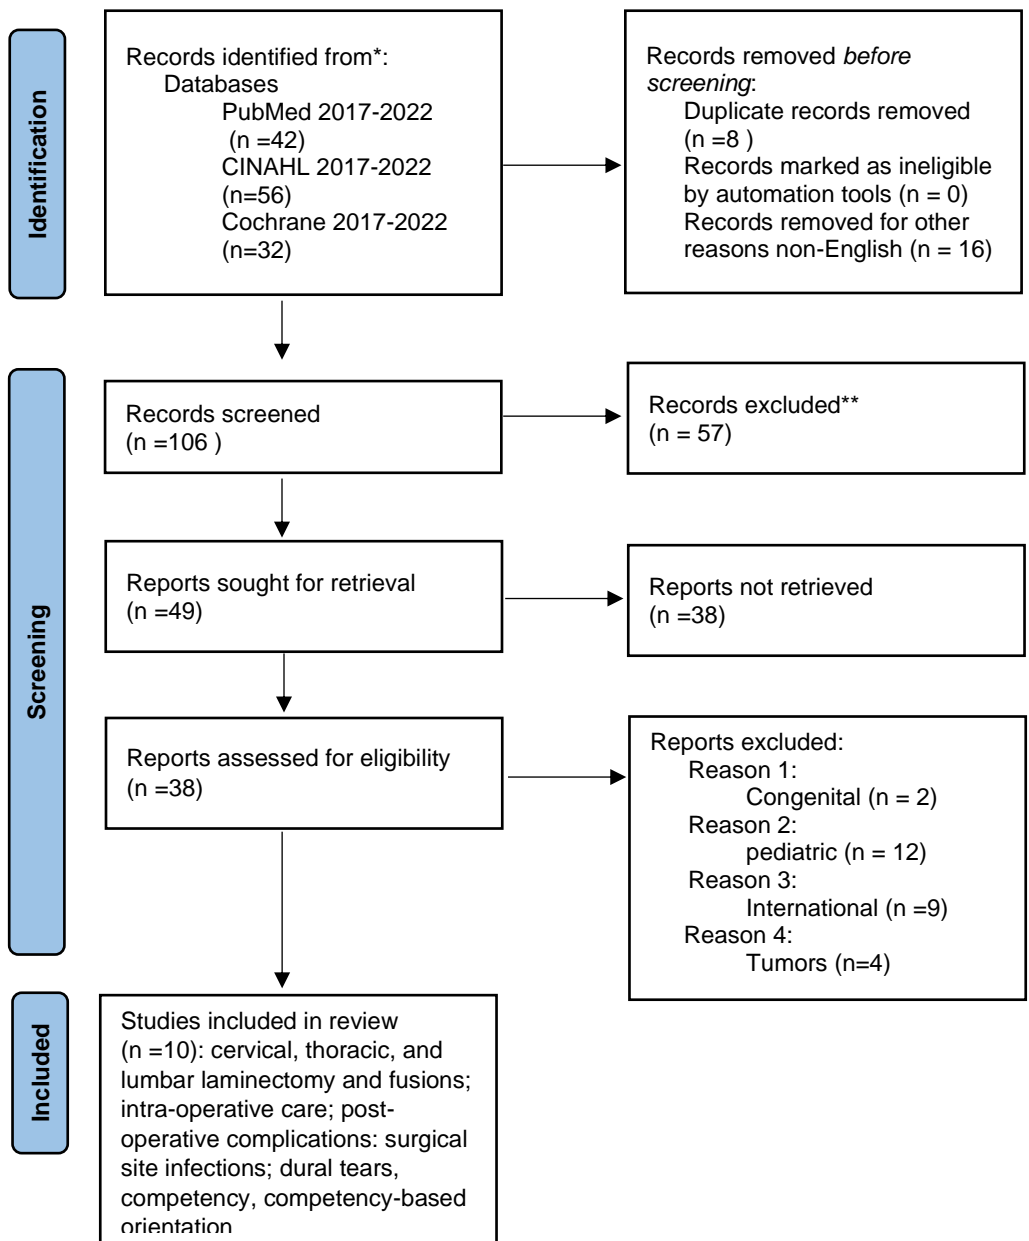 Identification
Records identified from*:
Databases
PubMed 2017-2022
(n =42)
CINAHL 2017-2022
(n=56)
Cochrane 2017-2022
(n=32)
Records removed before
screening:
Duplicate records removed
(n =8 )
Records marked as ineligible
by automation tools (n = 0)
Records removed for other
reasons non-English (n = 16)
Screening
Records screened
(n =106 )
Records excluded**
(n = 57)
Reports sought for retrieval
(n =49)
Reports not retrieved
(n =38)
Reports assessed for eligibility
(n =38)
Reports excluded:
Reason 1:
Congenital (n = 2)
Reason 2:
pediatric (n = 12)
Reason 3:
International (n =9)
Reason 4:
Tumors (n=4)
Included
Studies included in review
(n =10): cervical, thoracic, and
lumbar laminectomy and fusions;
intra-operative care; post-
operative complications: surgical
site infections; dural tears,
competency, competency-based
orientation